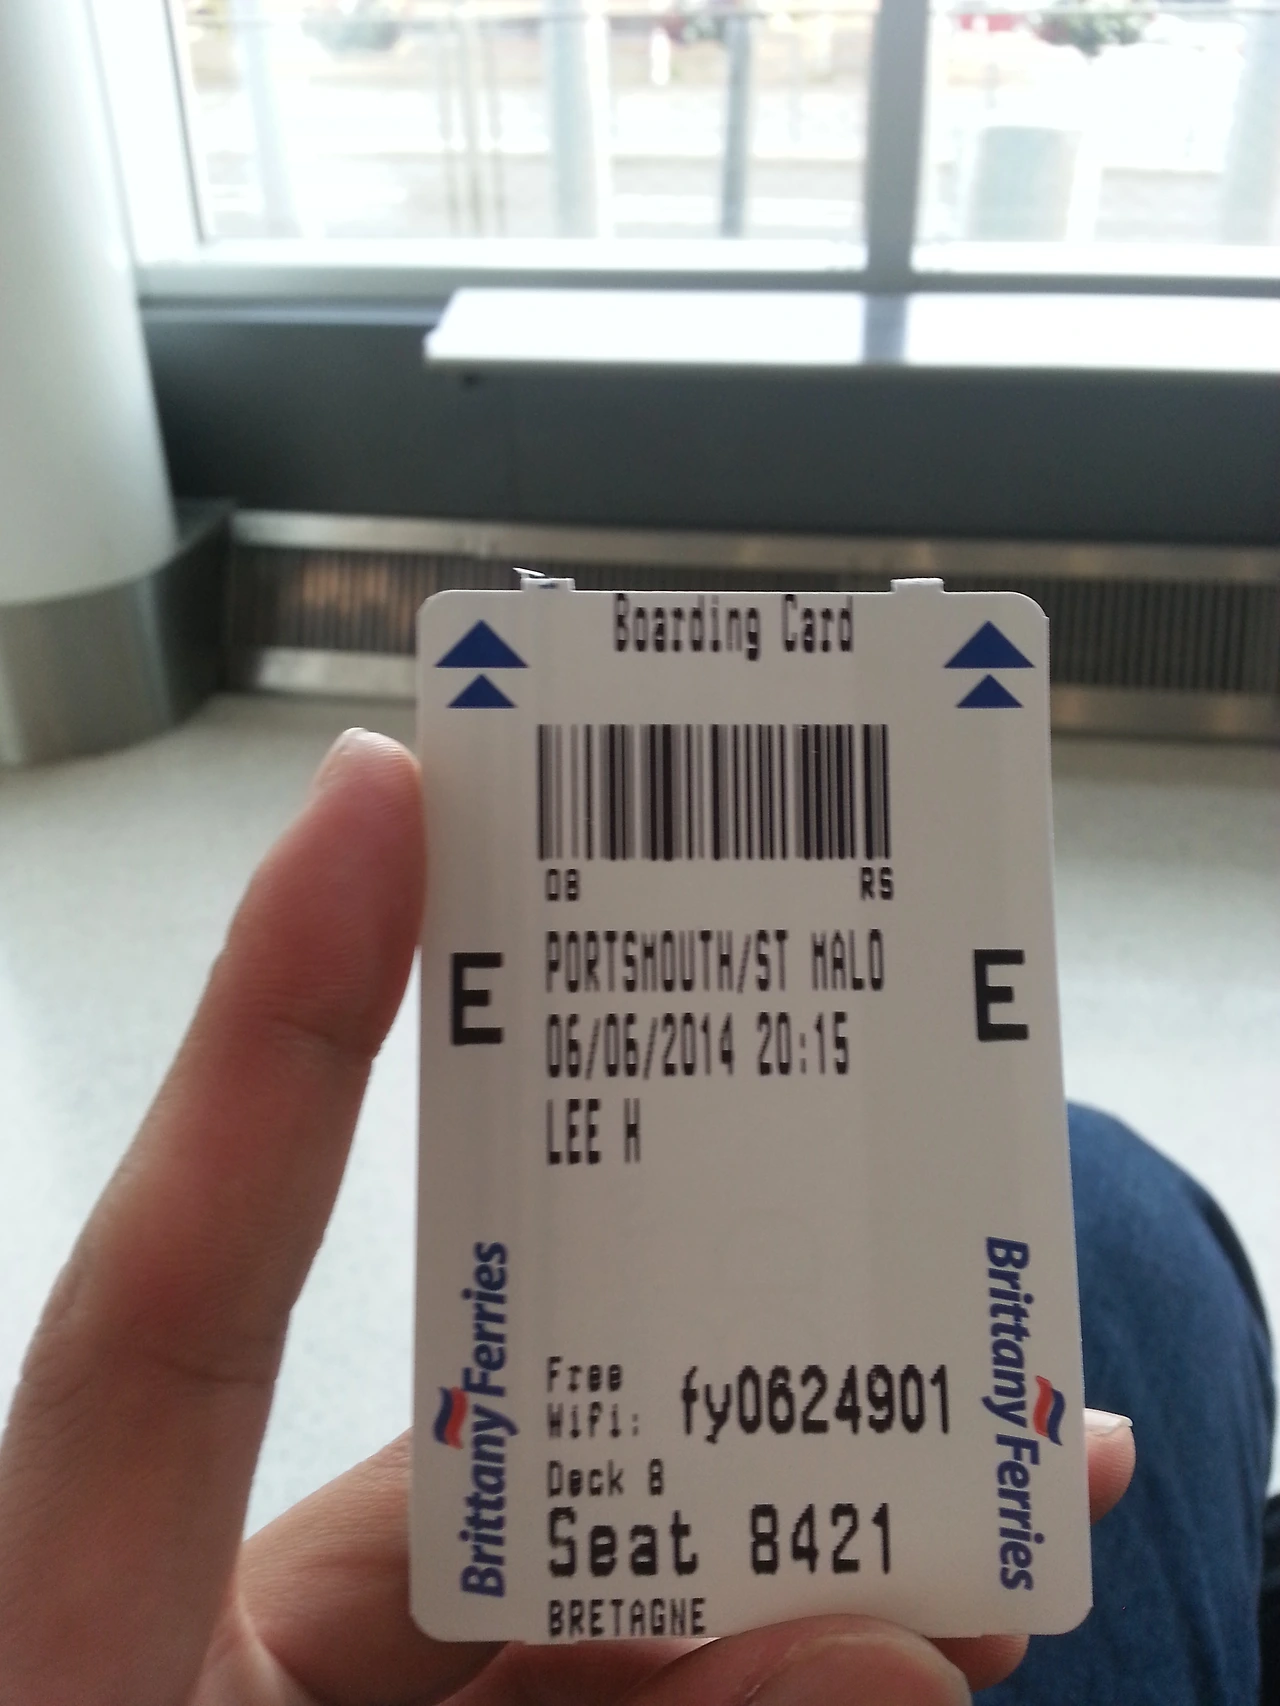 Boarding Card
08 RS
E E
PORTSMOUTH/ST MALO
06/06/2014 20:15
LEE H
Brittany Ferries
Brittany Ferries
Free
Wifi: fy0624901
Deck 8
Seat 8421
BRETAGNE